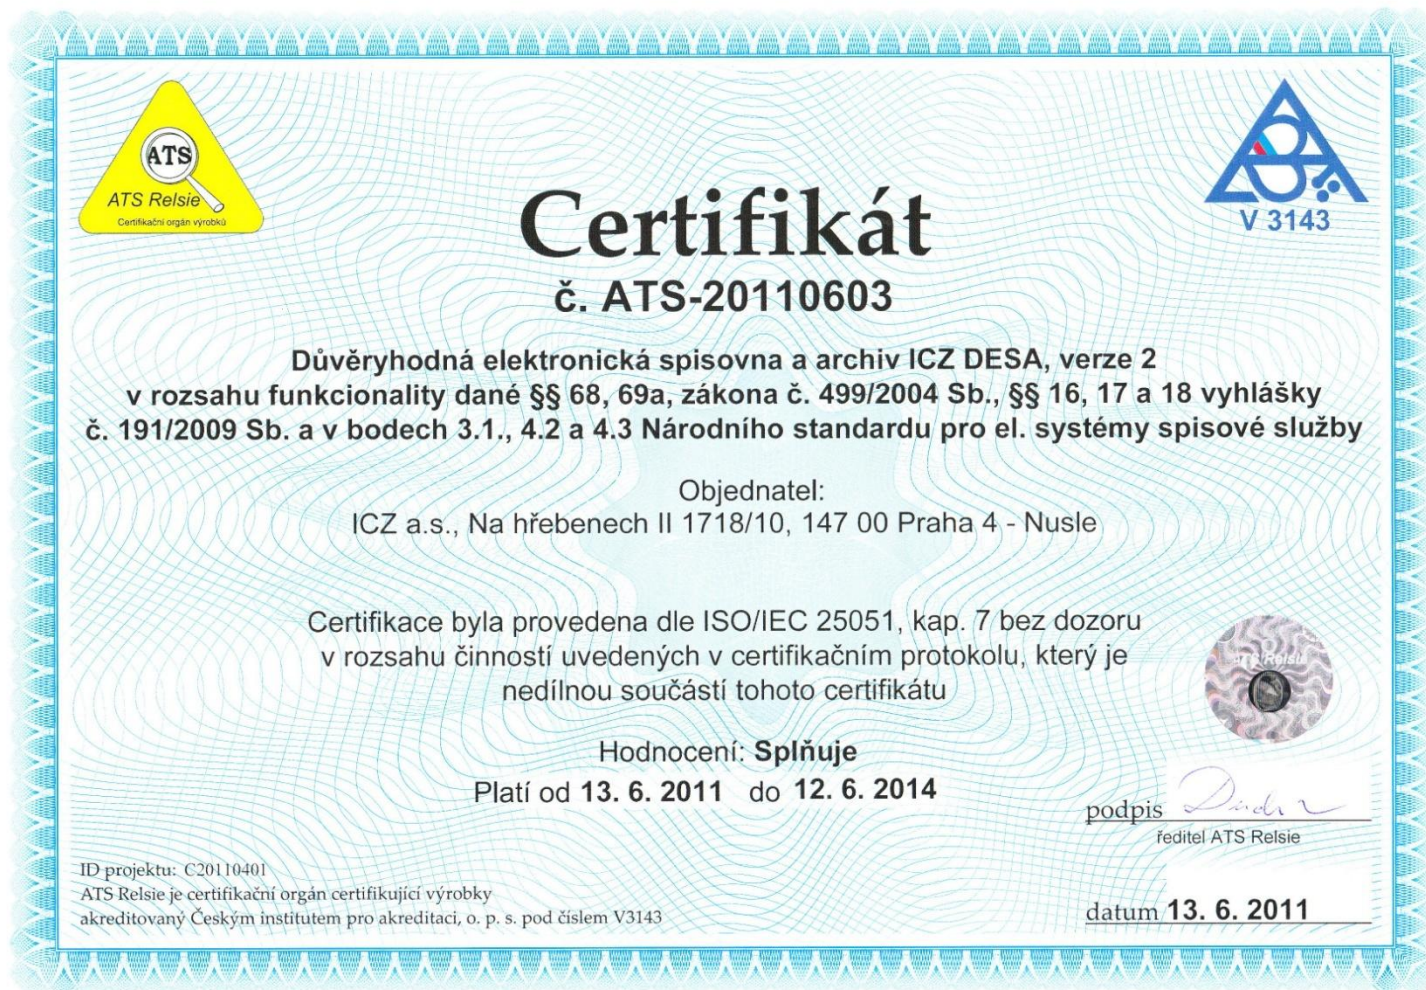 ATS
ATS Relsie
Certifikační orgán výrobků
V 3143
Certifikát
č. ATS-20110603
Důvěryhodná elektronická spisovna a archiv ICZ DESA, verze 2
v rozsahu funkcionality dané §§ 68, 69a, zákona č. 499/2004 Sb., §§ 16, 17 a 18 vyhlášky
č. 191/2009 Sb. a v bodech 3.1., 4.2 a 4.3 Národního standardu pro el. systémy spisové služby
Objednatel:
ICZ a.s., Na hřebenech II 1718/10, 147 00 Praha 4 - Nusle
Certifikace byla provedena dle ISO/IEC 25051, kap. 7 bez dozoru
v rozsahu činností uvedených v certifikačním protokolu, který je
nedílnou součástí tohoto certifikátu
ATS Relsie
Hodnocení: Splňuje
Platí od 13. 6. 2011 do 12. 6. 2014
podpis
ředitel ATS Relsie
ID projektu: C20110401
ATS Relsie je certifikační orgán certifikující výrobky
akreditovaný Českým institutem pro akreditaci, o. p. s. pod číslem V3143
datum 13. 6. 2011